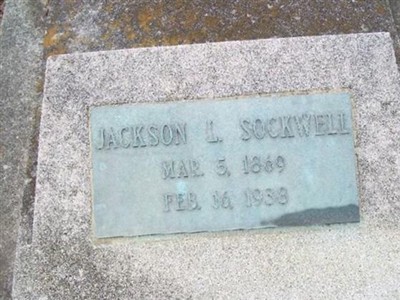 JACKSON L. SOCKWELL
MAR. 5, 1869
FEB. 16, 1938